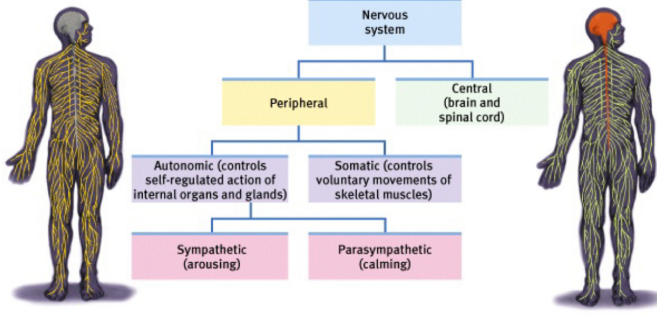 Nervous
system
Peripheral
Central
(brain and
spinal cord)
Autonomic (controls
self-regulated action of
internal organs and glands)
Somatic (controls
voluntary movements of
skeletal muscles)
Sympathetic
(arousing)
Parasympathetic
(calming)